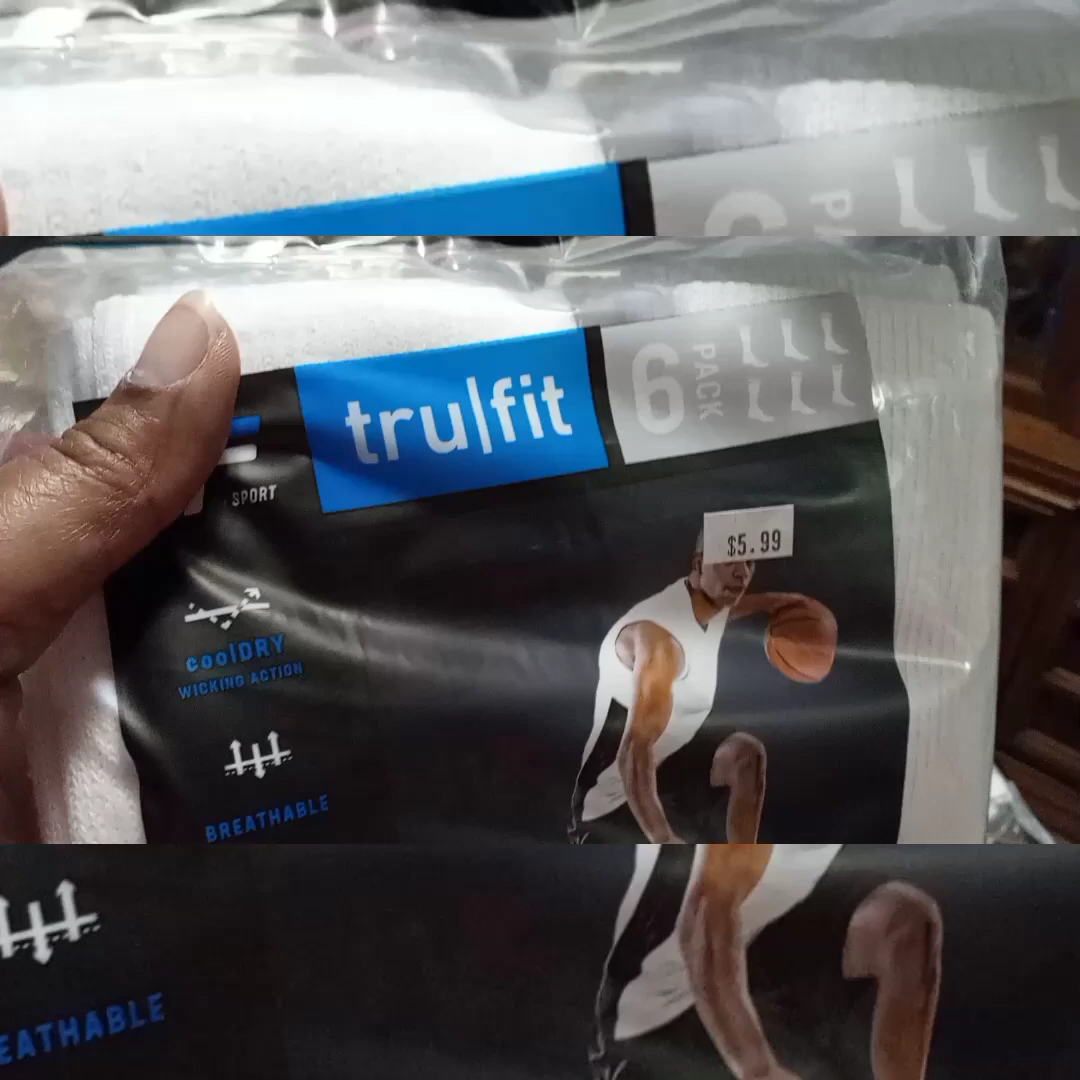 tru|fit
6 PACK
SPORT
$5.99
coolDRY
WICKING ACTION
BREATHABLE
EATHABLE